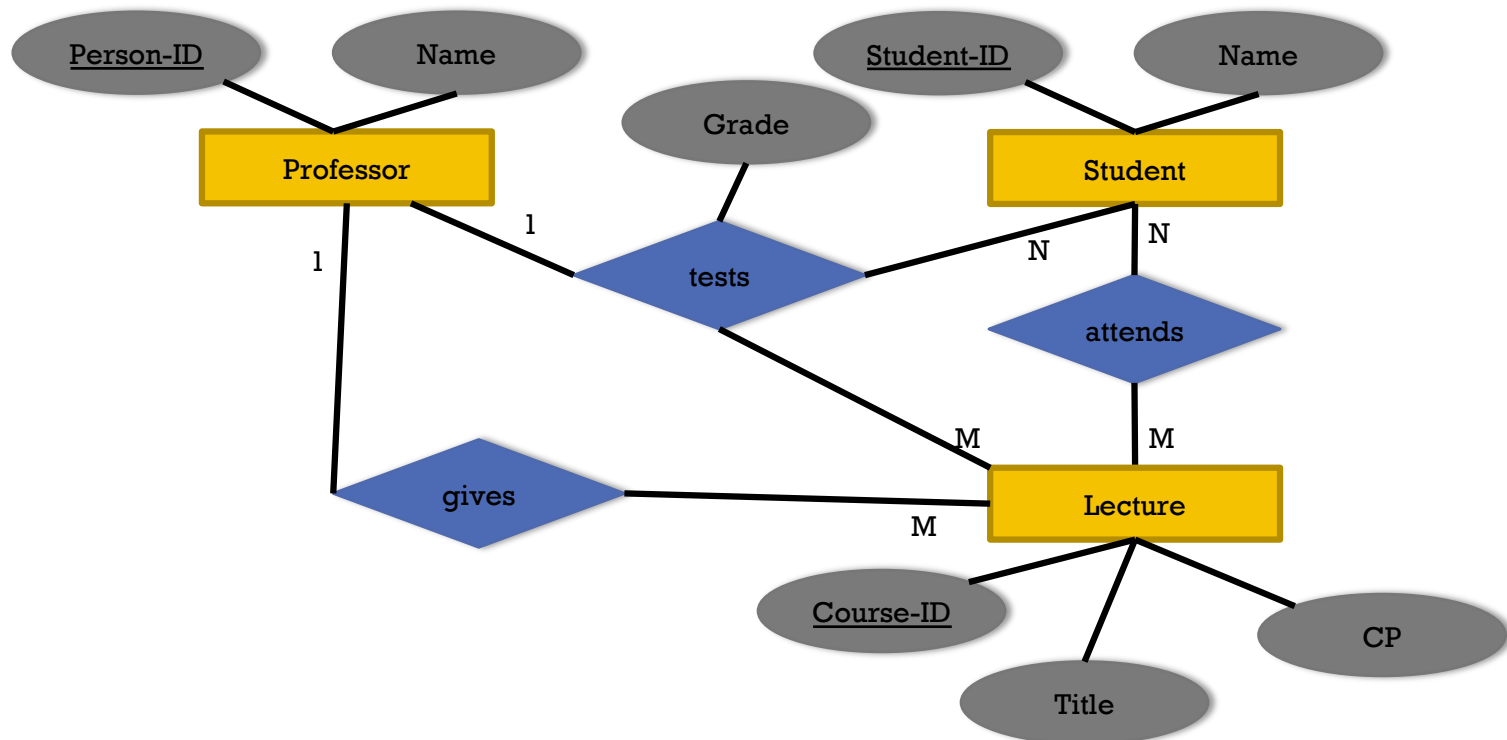 Person-ID
Name
Student-ID
Name
Grade
Professor
Student
1
1
N
N
tests
attends
M
M
gives
M
Lecture
Course-ID
CP
Title